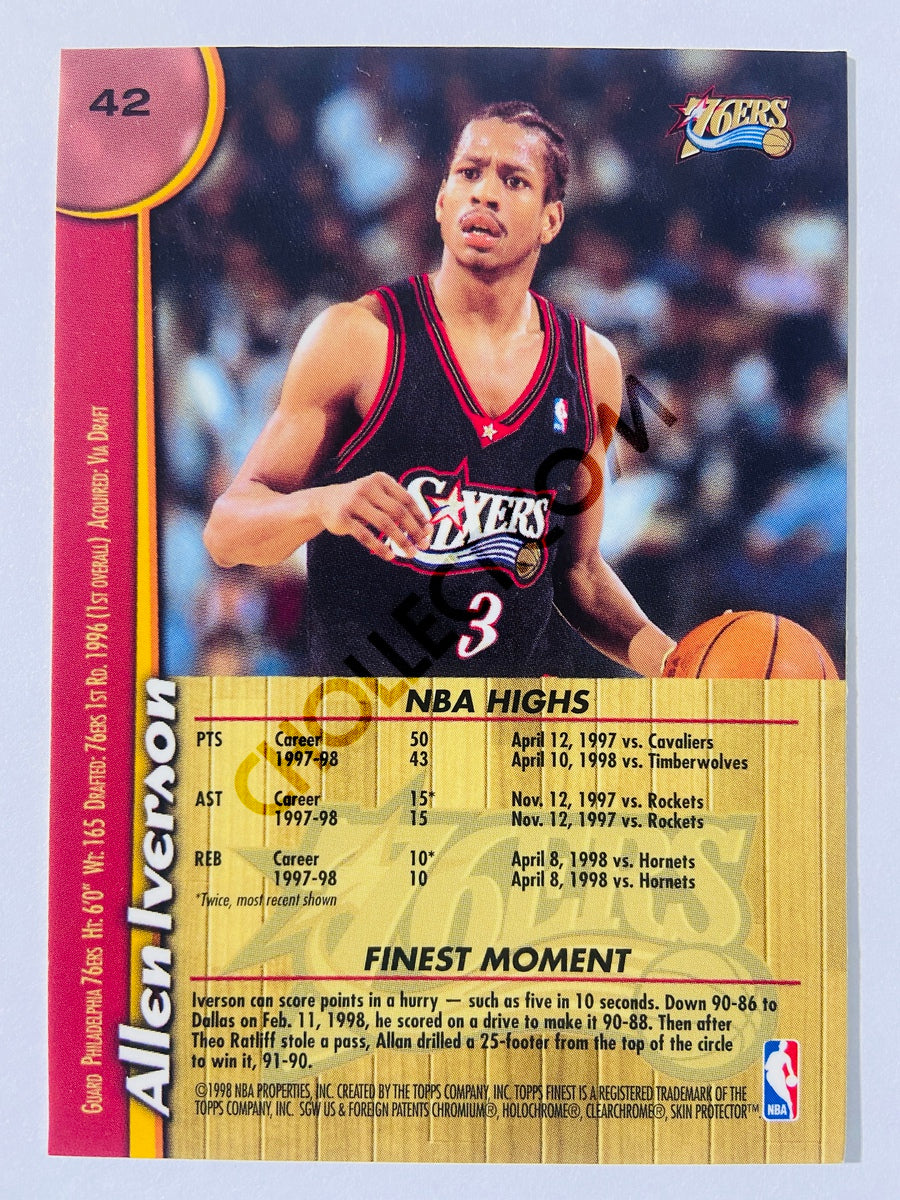 42
76ERS
SIXERS
3
CHOLLECT.COM
Guard Philadelphia 76ers Ht: 6'0" Wt: 165 Drafted: 76ers 1st Rd. 1996 (1st overall) Acquired: Via Draft
Allen Iverson
NBA HIGHS
PTS Career 50 April 12, 1997 vs. Cavaliers
1997-98 43 April 10, 1998 vs. Timberwolves
AST Career 15* Nov. 12, 1997 vs. Rockets
1997-98 15 Nov. 12, 1997 vs. Rockets
REB Career 10* April 8, 1998 vs. Hornets
1997-98 10 April 8, 1998 vs. Hornets
*Twice, most recent shown
76ERS
FINEST MOMENT
Iverson can score points in a hurry — such as five in 10 seconds. Down 90-86 to
Dallas on Feb. 11, 1998, he scored on a drive to make it 90-88. Then after
Theo Ratliff stole a pass, Allan drilled a 25-footer from the top of the circle
to win it, 91-90.
©1998 NBA PROPERTIES, INC. CREATED BY THE TOPPS COMPANY, INC. TOPPS FINEST IS A REGISTERED TRADEMARK OF THE
TOPPS COMPANY, INC. SGW US & FOREIGN PATENTS CHROMIUM®, HOLOCHROME®, CLEARCHROME®, SKIN PROTECTOR™
NBA